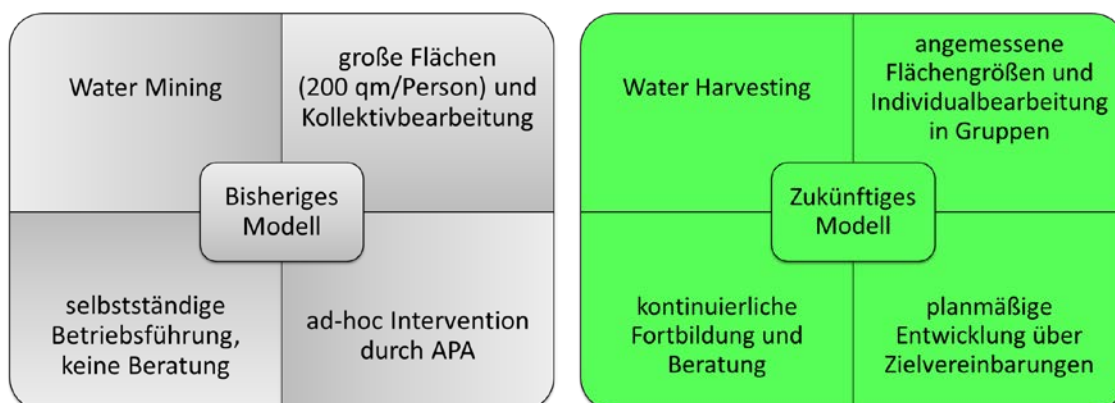 Water Mining
große Flächen
(200 qm/Person) und
Kollektivbearbeitung
Bisheriges
Modell
selbstständige
Betriebsführung,
keine Beratung
ad-hoc Intervention
durch APA
Water Harvesting
angemessene
Flächengrößen und
Individualbearbeitung
in Gruppen
Zukünftiges
Modell
kontinuierliche
Fortbildung und
Beratung
planmäßige
Entwicklung über
Zielvereinbarungen